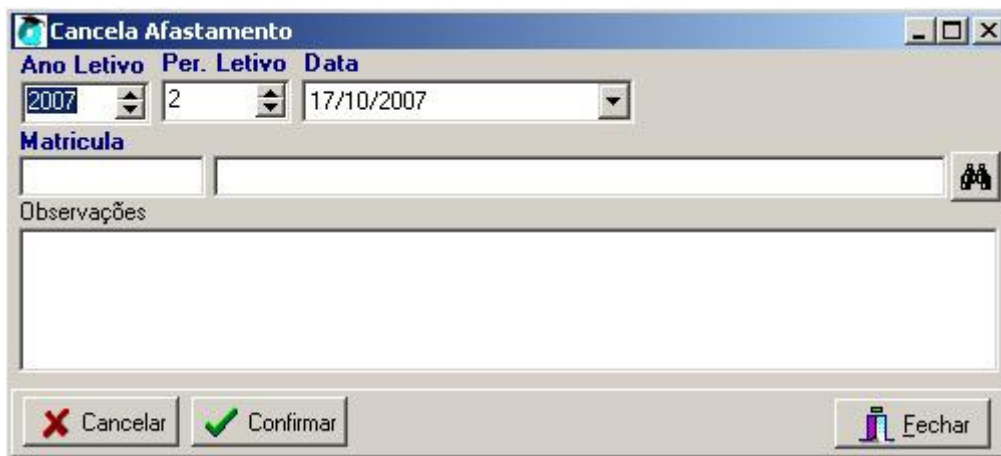 Cancela Afastamento
Ano Letivo Per. Letivo Data
2007 2 17/10/2007
Matricula
Observações
Cancelar Confirmar Fechar